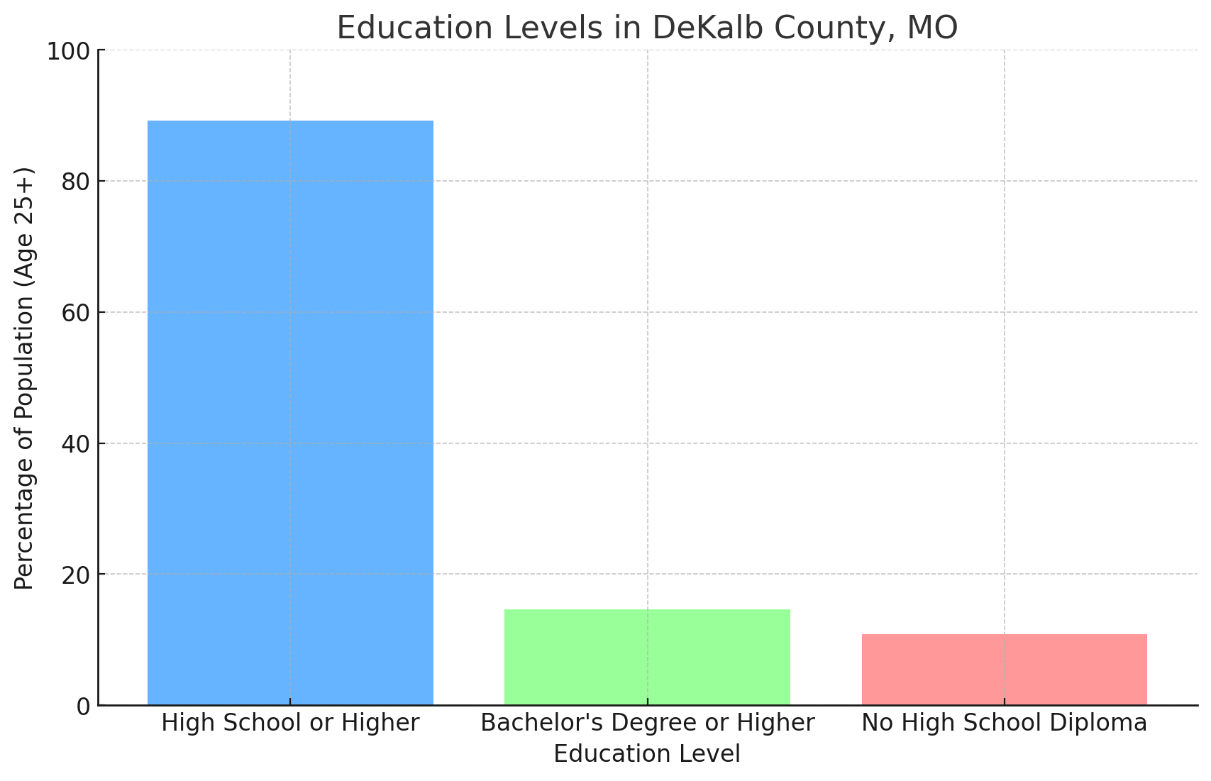 Education Levels in DeKalb County, MO
Percentage of Population (Age 25+)
100
80
60
40
20
0
High School or Higher
Bachelor's Degree or Higher
No High School Diploma
Education Level